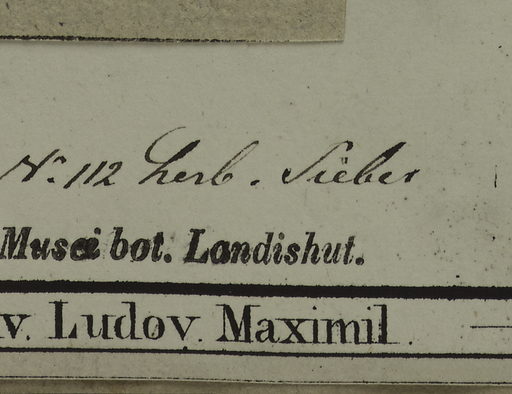 N° 112 herb. Sieber
Musei bot. Landishut.
v. Ludov. Maximil.